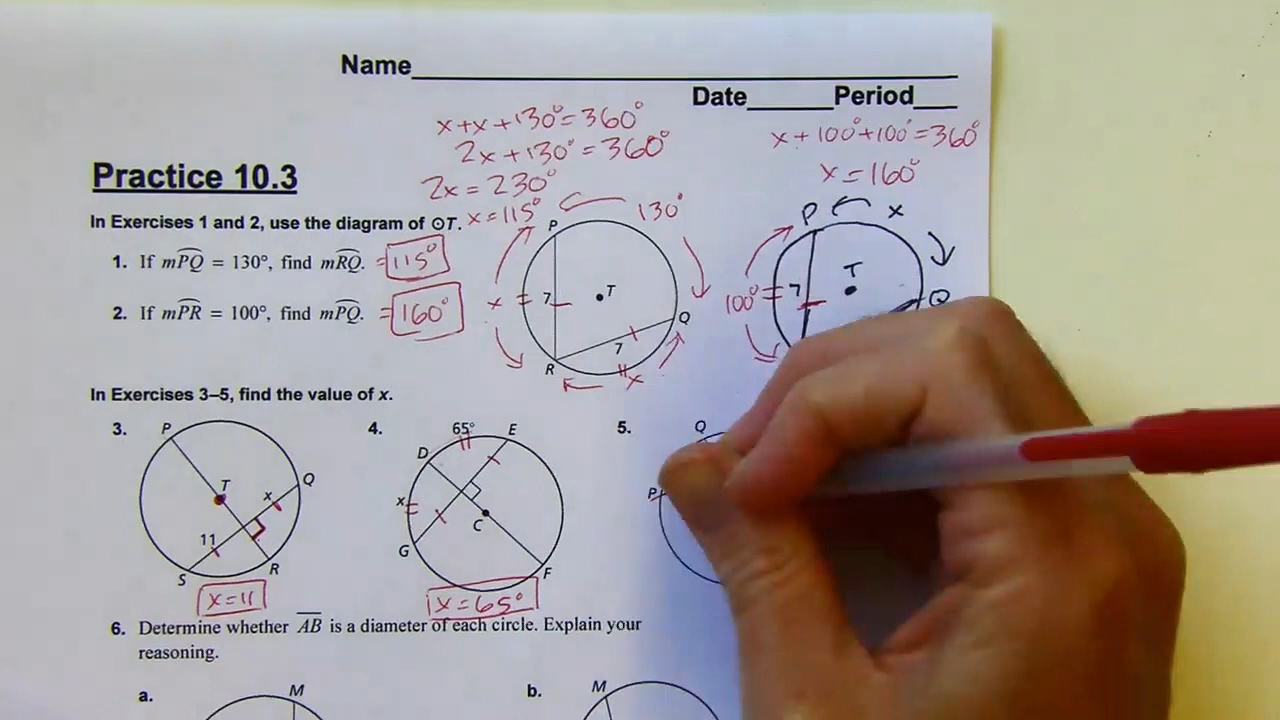 Name
Date Period
x+x+130°=360°
2x+130°=360°
2x=230°
x=115°
x+100°+100°=360°
x=160°
Practice 10.3
In Exercises 1 and 2, use the diagram of ⊙T.
1. If mPQ = 130°, find mRQ. =115°
2. If mPR = 100°, find mPQ. =160°
P 130°
x 7 T
Q
7
R x
P x
T
100° 7 Q
In Exercises 3–5, find the value of x.
3. P T Q x 11 S R
x=11
4. 65° E D x C G F
x=65°
5. Q P
6. Determine whether AB is a diameter of each circle. Explain your
reasoning.
a. M
b. M